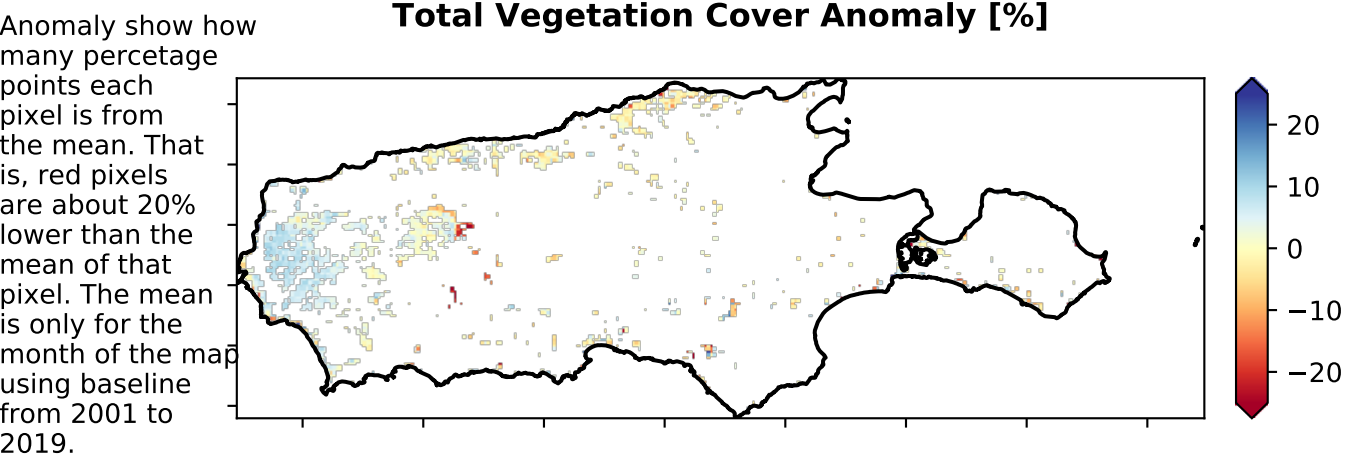 Total Vegetation Cover Anomaly [%]
Anomaly show how
many percetage
points each
pixel is from
the mean. That
is, red pixels
are about 20%
lower than the
mean of that
pixel. The mean
is only for the
month of the map
using baseline
from 2001 to
2019.
20
10
0
−10
−20